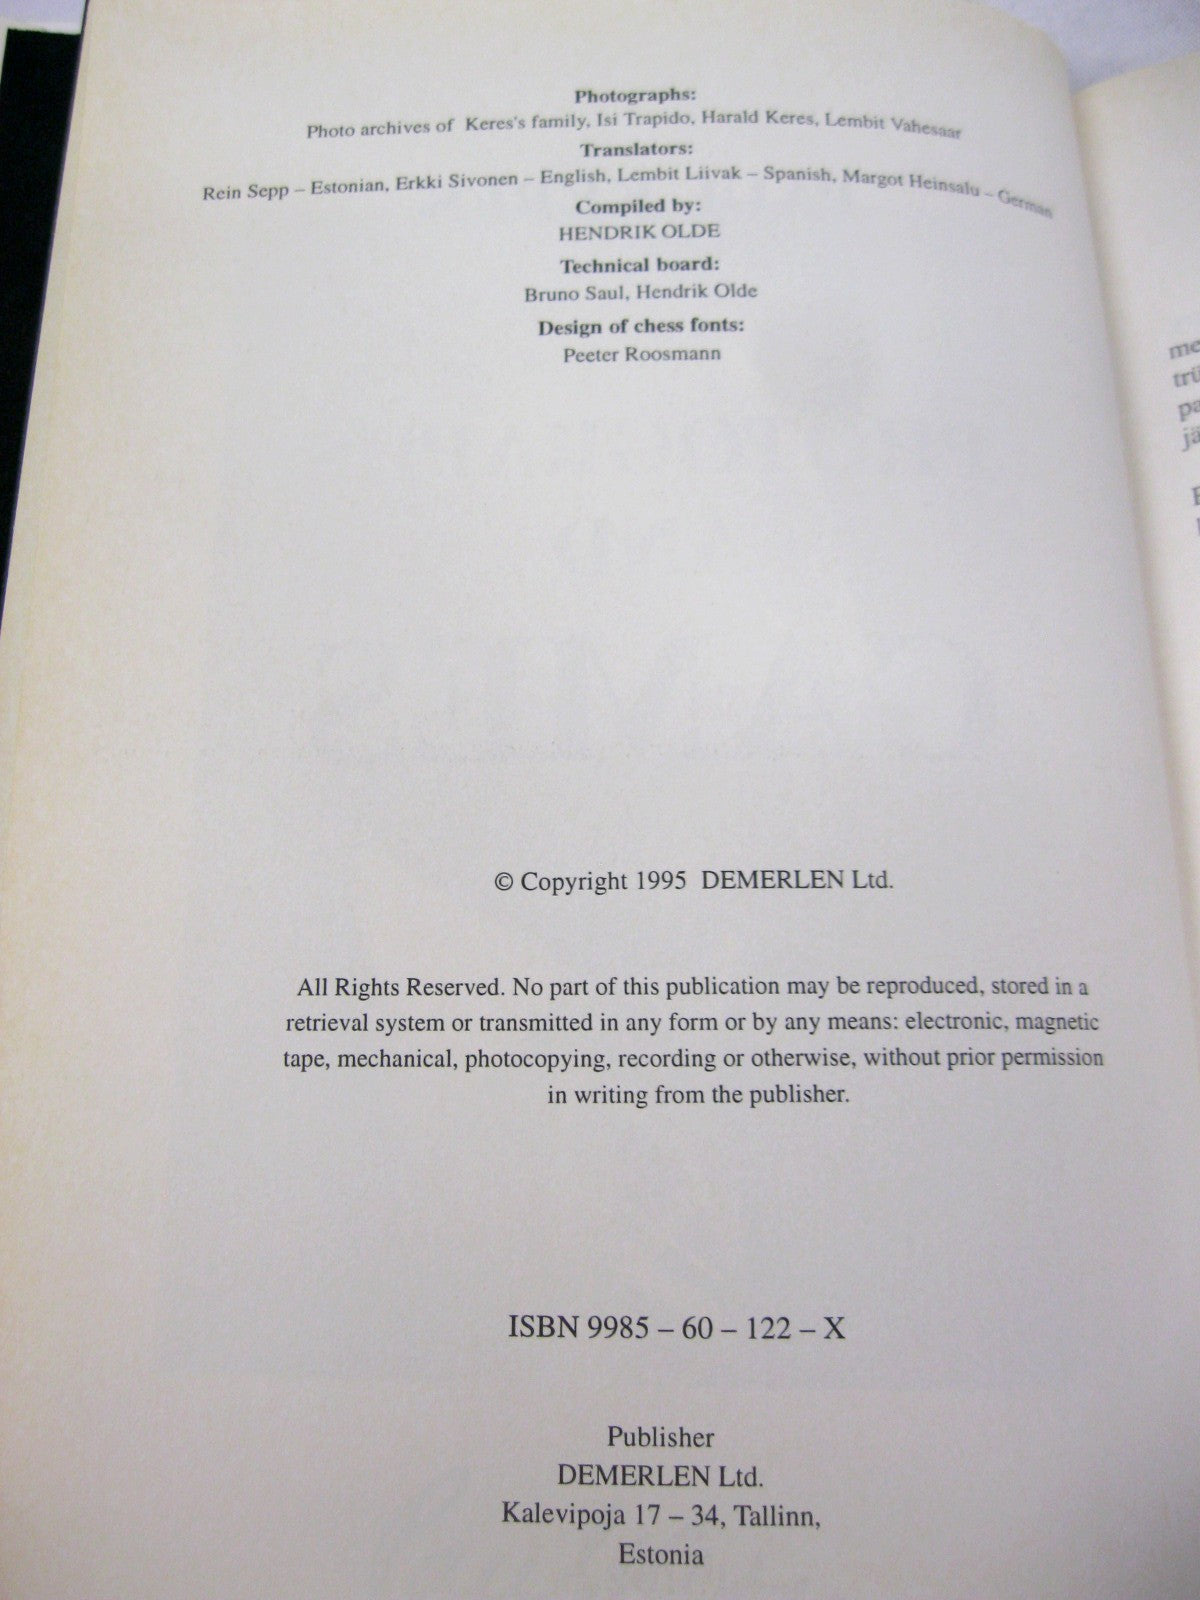 Photographs:
Photo archives of Keres's family, Isi Trapido, Harald Keres, Lembit Vahesaar
Translators:
Rein Sepp – Estonian, Erkki Sivonen – English, Lembit Liivak – Spanish, Margot Heinsalu – German
Compiled by:
HENDRIK OLDE
Technical board:
Bruno Saul, Hendrik Olde
Design of chess fonts:
Peeter Roosmann
© Copyright 1995 DEMERLEN Ltd.
All Rights Reserved. No part of this publication may be reproduced, stored in a
retrieval system or transmitted in any form or by any means: electronic, magnetic
tape, mechanical, photocopying, recording or otherwise, without prior permission
in writing from the publisher.
ISBN 9985 – 60 – 122 – X
Publisher
DEMERLEN Ltd.
Kalevipoja 17 – 34, Tallinn,
Estonia